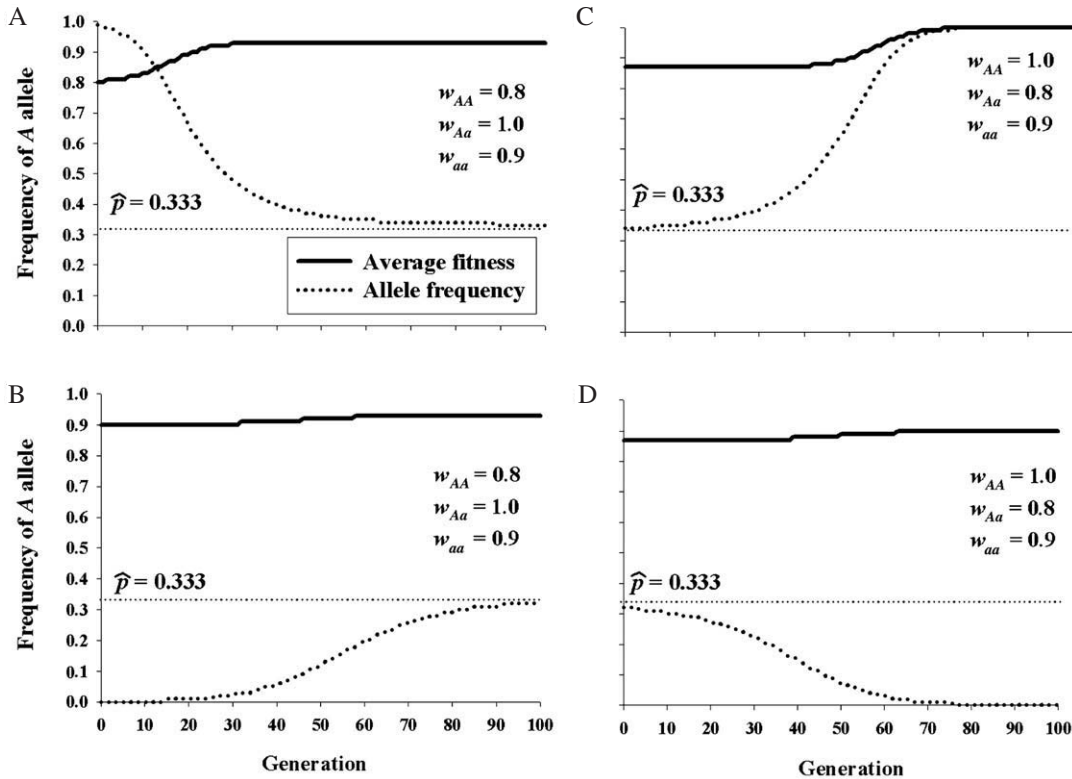 A
Frequency of A allele
1.0
0.9
0.8
0.7
0.6
0.5
0.4
0.3
0.2
0.1
0.0
w_AA = 0.8
w_Aa = 1.0
w_aa = 0.9
p̂ = 0.333
Average fitness
Allele frequency
B
Frequency of A allele
1.0
0.9
0.8
0.7
0.6
0.5
0.4
0.3
0.2
0.1
0.0
w_AA = 0.8
w_Aa = 1.0
w_aa = 0.9
p̂ = 0.333
0 10 20 30 40 50 60 70 80 90 100
Generation
C
w_AA = 1.0
w_Aa = 0.8
w_aa = 0.9
p̂ = 0.333
D
w_AA = 1.0
w_Aa = 0.8
w_aa = 0.9
p̂ = 0.333
0 10 20 30 40 50 60 70 80 90 100
Generation